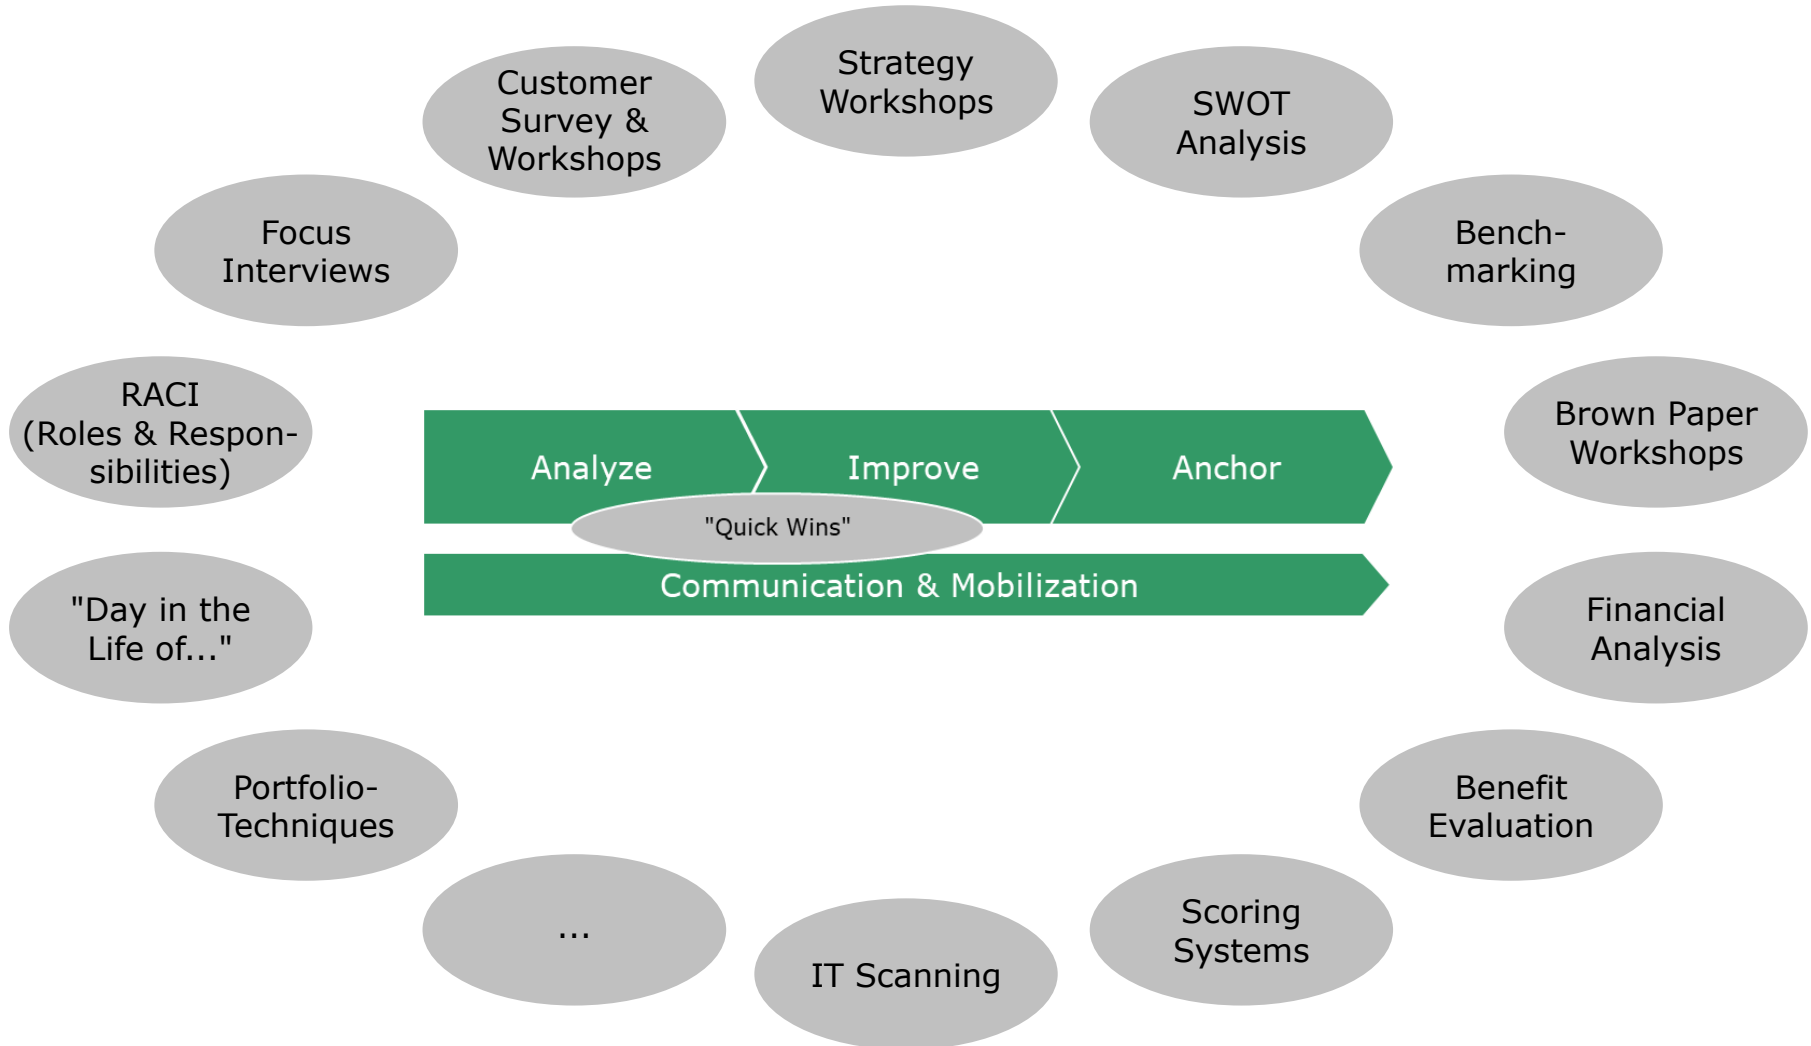 Strategy
Workshops
SWOT
Analysis
Bench-
marking
Brown Paper
Workshops
Financial
Analysis
Benefit
Evaluation
Scoring
Systems
IT Scanning
...
Portfolio-
Techniques
"Day in the
Life of..."
RACI
(Roles & Respon-
sibilities)
Focus
Interviews
Customer
Survey &
Workshops
Analyze
Improve
Anchor
"Quick Wins"
Communication & Mobilization